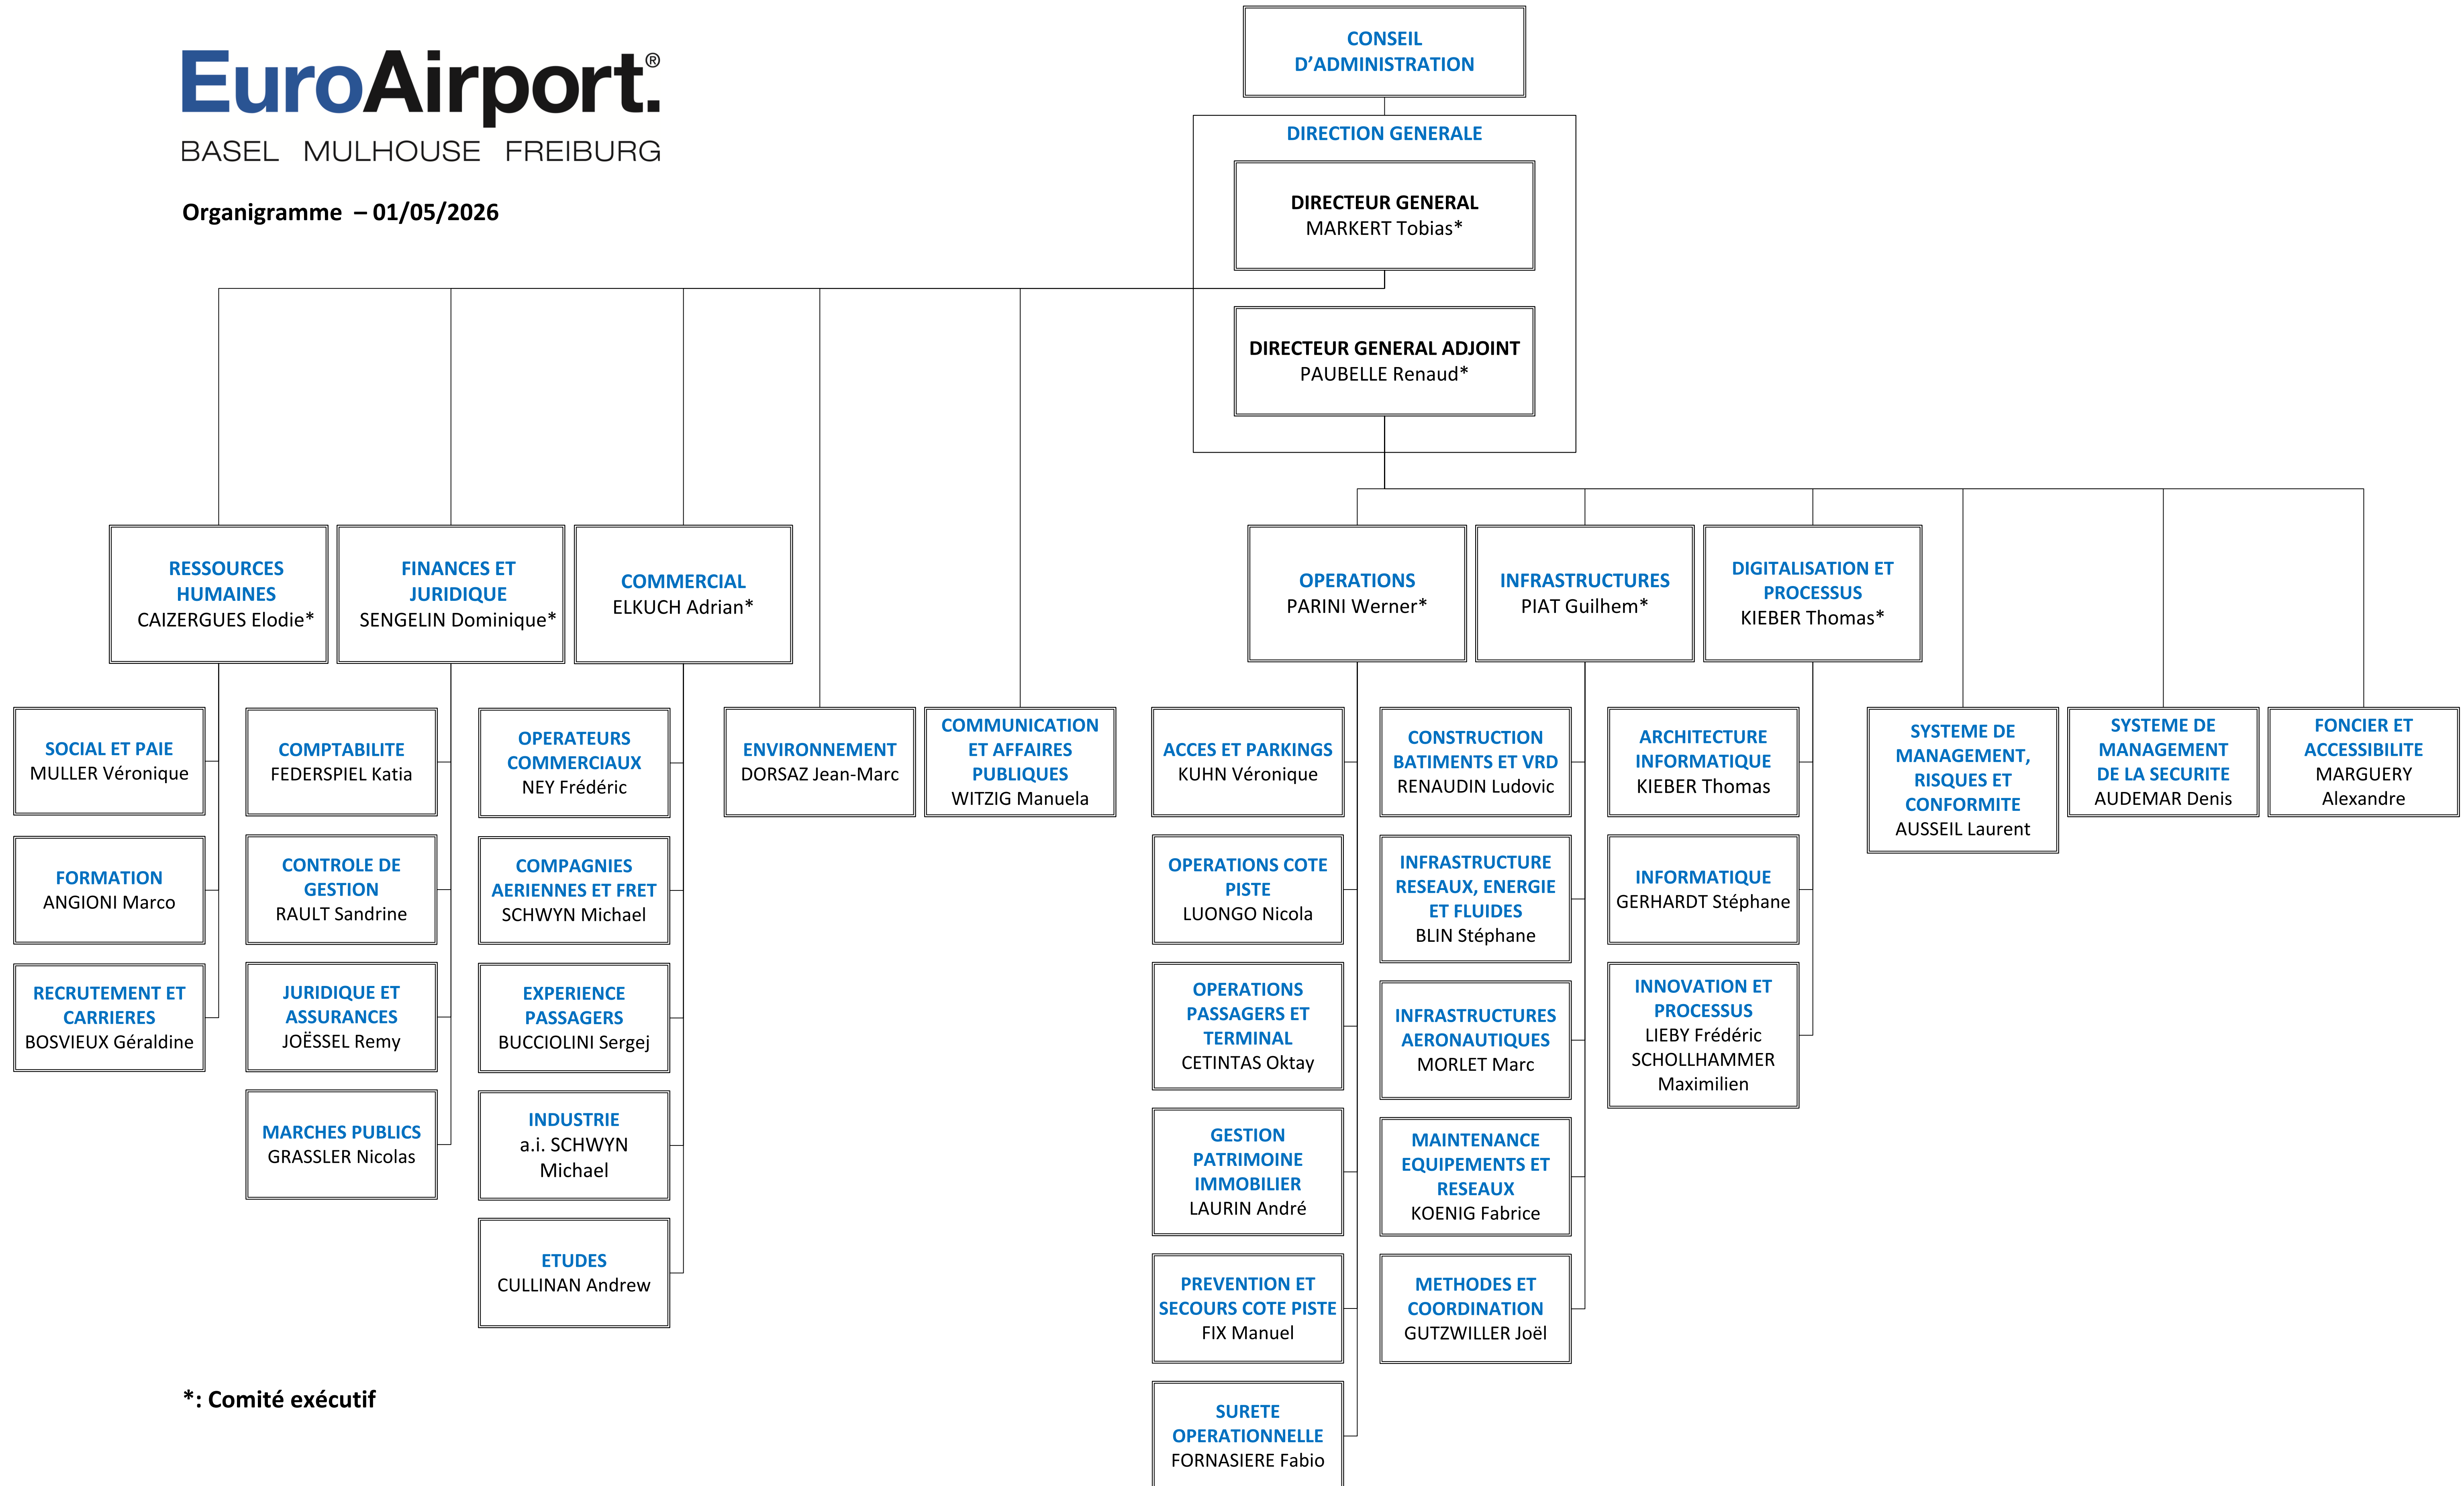 EuroAirport.®
BASEL MULHOUSE FREIBURG
Organigramme – 01/05/2026
CONSEIL
D’ADMINISTRATION
DIRECTION GENERALE
DIRECTEUR GENERAL
MARKERT Tobias*
DIRECTEUR GENERAL ADJOINT
PAUBELLE Renaud*
RESSOURCES
HUMAINES
CAIZERGUES Elodie*
FINANCES ET
JURIDIQUE
SENGELIN Dominique*
COMMERCIAL
ELKUCH Adrian*
OPERATIONS
PARINI Werner*
INFRASTRUCTURES
PIAT Guilhem*
DIGITALISATION ET
PROCESSUS
KIEBER Thomas*
SOCIAL ET PAIE
MULLER Véronique
FORMATION
ANGIONI Marco
RECRUTEMENT ET
CARRIERES
BOSVIEUX Géraldine
COMPTABILITE
FEDERSPIEL Katia
CONTROLE DE
GESTION
RAULT Sandrine
JURIDIQUE ET
ASSURANCES
JOËSSEL Remy
MARCHES PUBLICS
GRASSLER Nicolas
OPERATEURS
COMMERCIAUX
NEY Frédéric
COMPAGNIES
AERIENNES ET FRET
SCHWYN Michael
EXPERIENCE
PASSAGERS
BUCCIOLINI Sergej
INDUSTRIE
a.i. SCHWYN
Michael
ETUDES
CULLINAN Andrew
ENVIRONNEMENT
DORSAZ Jean-Marc
COMMUNICATION
ET AFFAIRES
PUBLIQUES
WITZIG Manuela
ACCES ET PARKINGS
KUHN Véronique
OPERATIONS COTE
PISTE
LUONGO Nicola
OPERATIONS
PASSAGERS ET
TERMINAL
CETINTAS Oktay
GESTION
PATRIMOINE
IMMOBILIER
LAURIN André
PREVENTION ET
SECOURS COTE PISTE
FIX Manuel
SURETE
OPERATIONNELLE
FORNASIERE Fabio
CONSTRUCTION
BATIMENTS ET VRD
RENAUDIN Ludovic
INFRASTRUCTURE
RESEAUX, ENERGIE
ET FLUIDES
BLIN Stéphane
INFRASTRUCTURES
AERONAUTIQUES
MORLET Marc
MAINTENANCE
EQUIPEMENTS ET
RESEAUX
KOENIG Fabrice
METHODES ET
COORDINATION
GUTZWILLER Joël
ARCHITECTURE
INFORMATIQUE
KIEBER Thomas
INFORMATIQUE
GERHARDT Stéphane
INNOVATION ET
PROCESSUS
LIEBY Frédéric
SCHOLLHAMMER
Maximilien
SYSTEME DE
MANAGEMENT,
RISQUES ET
CONFORMITE
AUSSEIL Laurent
SYSTEME DE
MANAGEMENT
DE LA SECURITE
AUDEMAR Denis
FONCIER ET
ACCESSIBILITE
MARGUERY
Alexandre
*: Comité exécutif